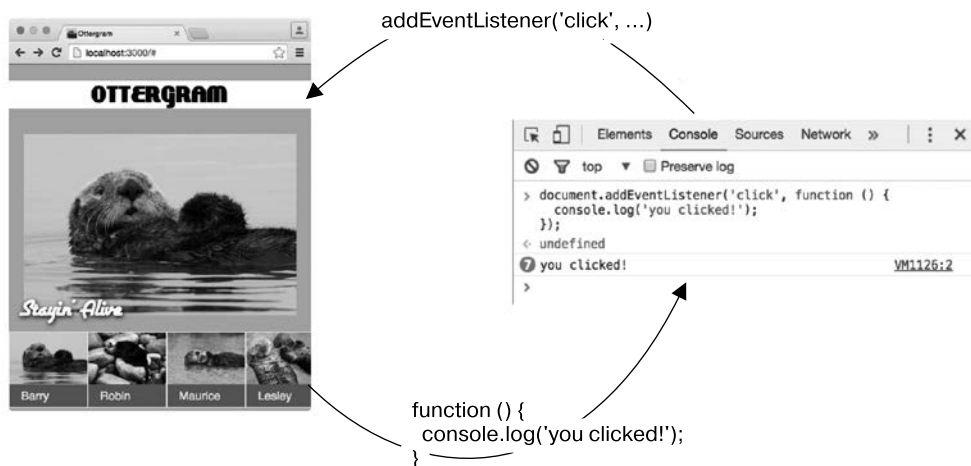 addEventListener('click', ...)
Ottergram
localhost:3000/#
OTTERGRAM
Stayin' Alive
Barry
Robin
Maurice
Lesley
Elements Console Sources Network »
top Preserve log
> document.addEventListener('click', function () {
console.log('you clicked!');
});
<· undefined
7 you clicked! VM1126:2
>
function () {
console.log('you clicked!');
}